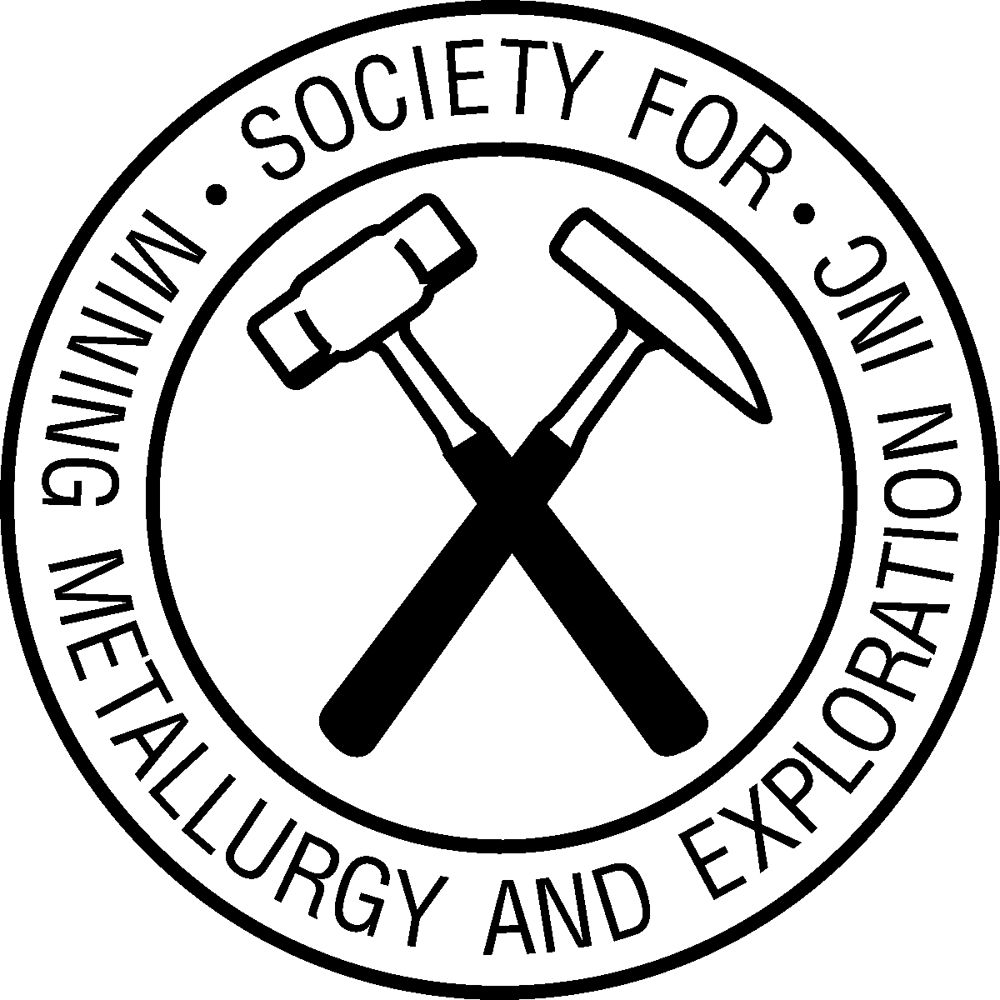 • SOCIETY FOR •
MINING METALLURGY AND EXPLORATION INC